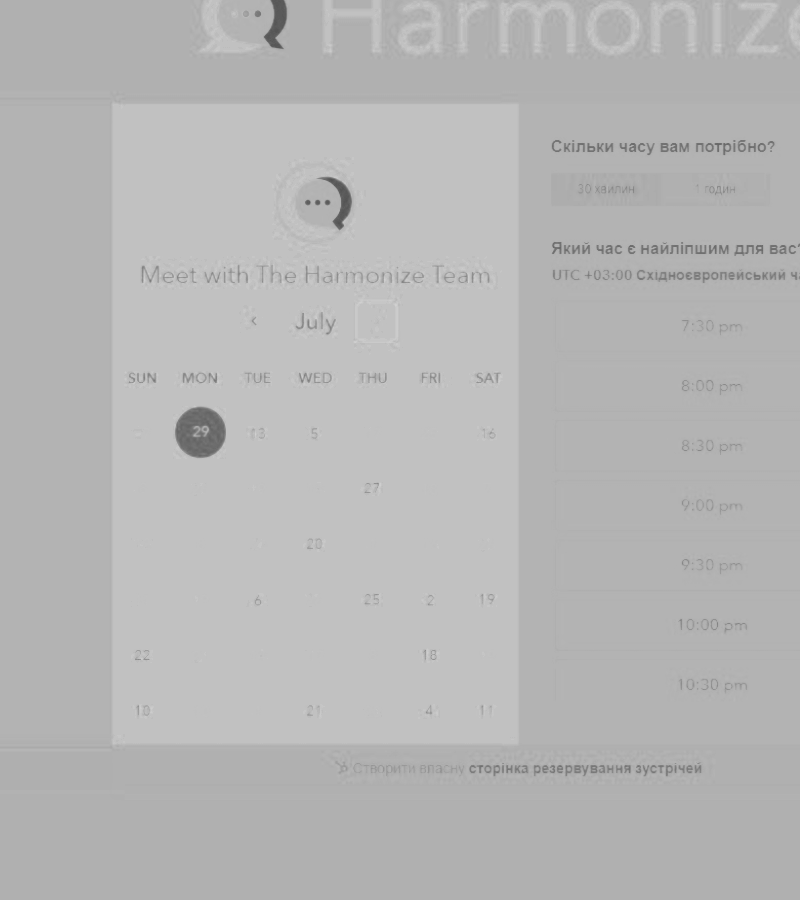 Harmonize
Meet with The Harmonize Team
‹ July
SUN MON TUE WED THU FRI SAT
29 13 5 16
27
28
6 25 2 19
22 18
18 21 4 11
Скільки часу вам потрібно?
30 хвилин 1 годин
Який час є найліпшим для вас?
UTC +03:00 Східноєвропейський
7:30 pm
8:00 pm
8:30 pm
9:00 pm
9:30 pm
10:00 pm
10:30 pm
Створити власну сторінка резервування зустрічей